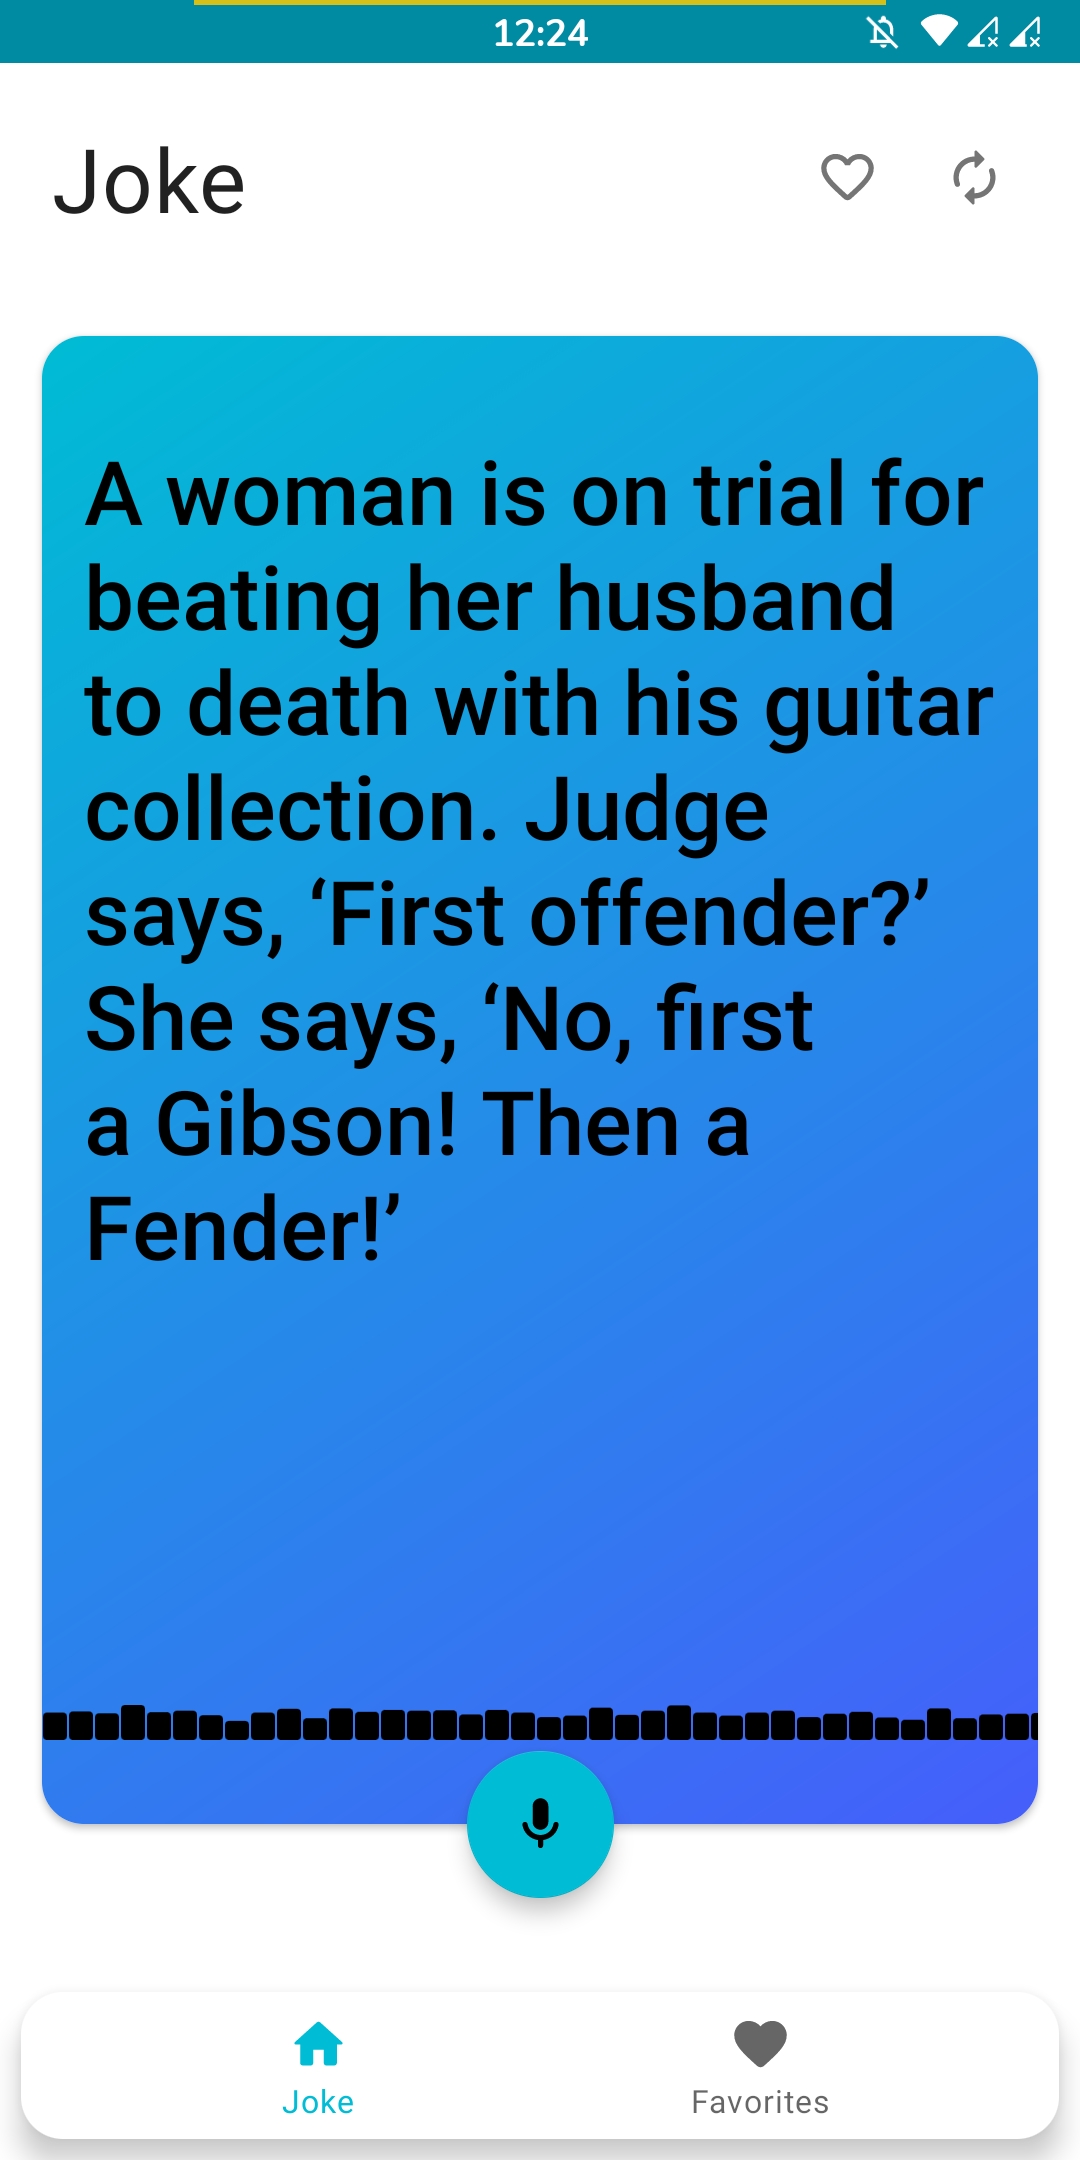 12:24
Joke
A woman is on trial for
beating her husband
to death with his guitar
collection. Judge
says, ‘First offender?’
She says, ‘No, first
a Gibson! Then a
Fender!’
Joke
Favorites